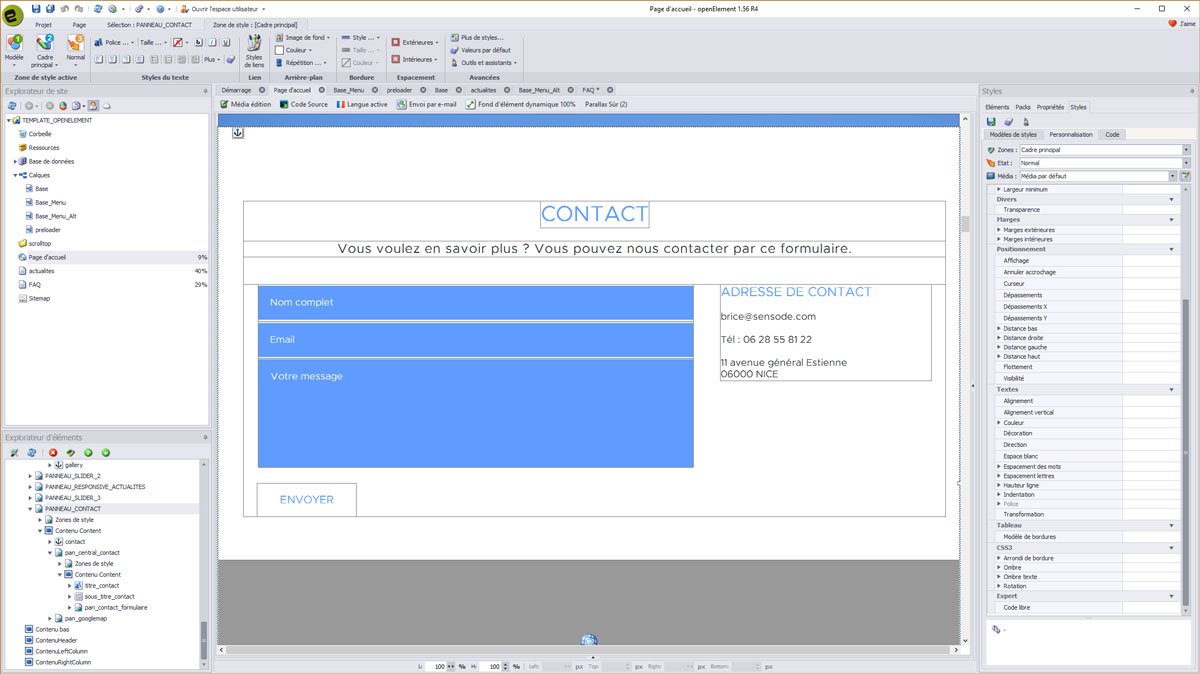 Ouvrir l'espace utilisateur
Page d'accueil - openElement 1.56 R4
Projet Page Sélection : PANNEAU_CONTACT Zone de style : [Cadre principal]
J'aime
Modèle
Cadre principal
Normal
Zone de style active
Police ...
Taille ...
Plus
Styles du texte
Styles de liens
Lien
Image de fond
Couleur
Répétition ...
Arrière-plan
Style ...
Taille ...
Couleur
Bordure
Extérieures
Intérieures
Espacement
Plus de styles...
Valeurs par défaut
Outils et assistants
Avancées
Explorateur de site
TEMPLATE_OPENELEMENT
Corbeille
Ressources
Base de données
Calques
Base
Base_Menu
Base_Menu_Alt
preloader
scrolltop
Page d'accueil 9%
actualites 40%
FAQ 29%
Sitemap
Explorateur d'éléments
gallery
PANNEAU_SLIDER_2
PANNEAU_RESPONSIVE_ACTUALITES
PANNEAU_SLIDER_3
PANNEAU_CONTACT
Zones de style
Contenu Content
contact
pan_central_contact
Zones de style
Contenu Content
titre_contact
sous_titre_contact
pan_contact_formulaire
pan_googlemap
Contenu bas
ContenuHeader
ContenuLeftColumn
ContenuRightColumn
Démarrage Page d'accueil Base_Menu preloader Base actualites Base_Menu_Alt FAQ *
Média édition Code Source Langue active Envoi par e-mail Fond d'élément dynamique 100% Parallax Sûr (2)
CONTACT
Vous voulez en savoir plus ? Vous pouvez nous contacter par ce formulaire.
Nom complet
Email
Votre message
ENVOYER
ADRESSE DE CONTACT
brice@sensode.com
Tél : 06 28 55 81 22
11 avenue général Estienne
06000 NICE
L: 100 % H: 100 % Left: px Top: px Right: px Bottom: px
Styles
Eléments Packs Propriétés Styles
Modèles de styles Personnalisation Code
Zones : Cadre principal
Etat : Normal
Média : Média par défaut
Largeur minimum
Divers
Transparence
Marges
Marges extérieures
Marges intérieures
Positionnement
Affichage
Annuler accrochage
Curseur
Dépassements
Dépassements X
Dépassements Y
Distance bas
Distance droite
Distance gauche
Distance haut
Flottement
Visibilité
Textes
Alignement
Alignement vertical
Couleur
Décoration
Direction
Espace blanc
Espacement des mots
Espacement lettres
Hauteur ligne
Indentation
Police
Transformation
Tableau
Modèle de bordures
CSS3
Arrondi de bordure
Ombre
Ombre texte
Rotation
Expert
Code libre